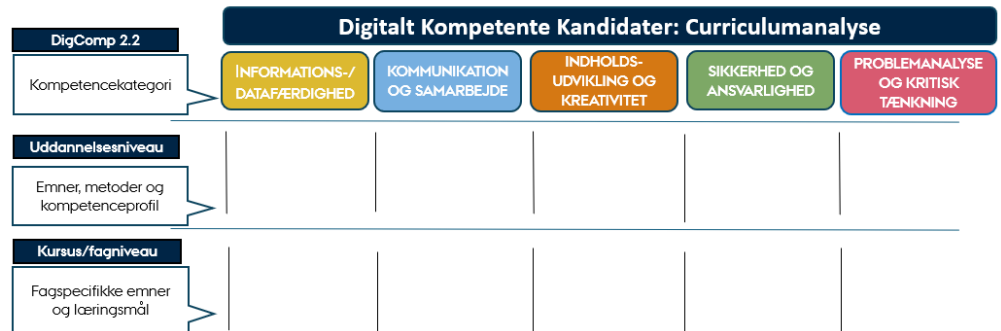 Digitalt Kompetente Kandidater: Curriculumanalyse
DigComp 2.2
Kompetencekategori
INFORMATIONS-/
DATAFÆRDIGHED
KOMMUNIKATION
OG SAMARBEJDE
INDHOLDS-
UDVIKLING OG
KREATIVITET
SIKKERHED OG
ANSVARLIGHED
PROBLEMANALYSE
OG KRITISK
TÆNKNING
Uddannelsesniveau
Emner, metoder og
kompetenceprofil
Kursus/fagniveau
Fagspecifikke emner
og læringsmål